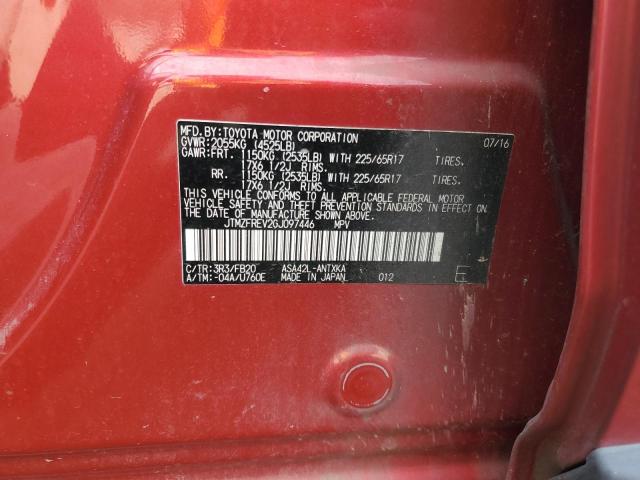 MFD.BY:TOYOTA MOTOR CORPORATION 07/16
GVWR:2055KG (4525LB)
GAWR:FRT. 1150KG (2535LB) WITH 225/65R17 TIRES.
17X6 1/2J RIMS.
RR. 1150KG (2535LB) WITH 225/65R17 TIRES.
17X6 1/2J RIMS.
THIS VEHICLE CONFORMS TO ALL APPLICABLE FEDERAL MOTOR
VEHICLE SAFETY AND BUMPER STANDARDS IN EFFECT ON
THE DATE OF MANUFACTURE SHOWN ABOVE.
JTMZFREV2GJ097446 MPV
C/TR:3R3/FB20 ASA42L-ANTXKA
A/TM:-04A/U760E MADE IN JAPAN 012 E